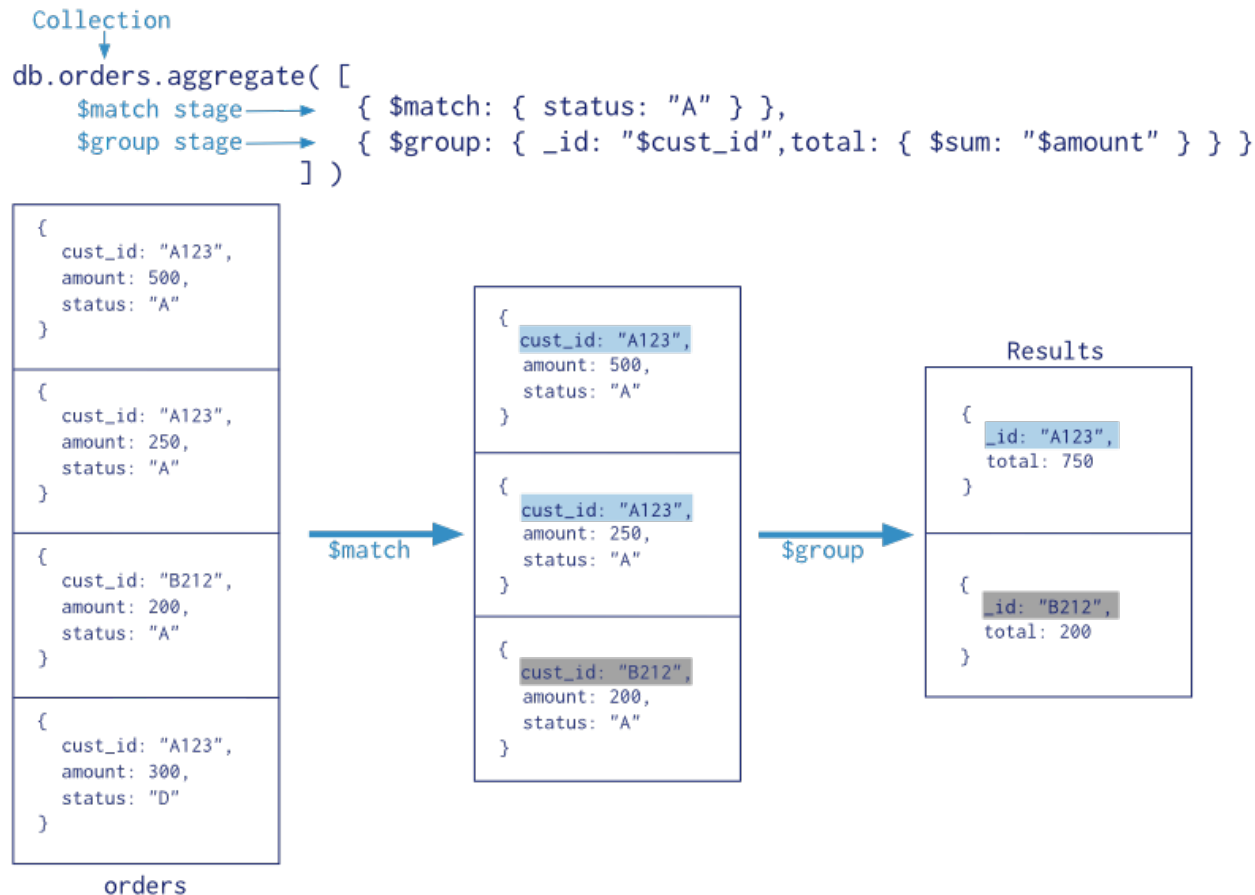 Collection
db.orders.aggregate( [
$match stage
{ $match: { status: "A" } },
$group stage
{ $group: { _id: "$cust_id",total: { $sum: "$amount" } } }
] )
{
cust_id: "A123",
amount: 500,
status: "A"
}
{
cust_id: "A123",
amount: 250,
status: "A"
}
{
cust_id: "B212",
amount: 200,
status: "A"
}
{
cust_id: "A123",
amount: 300,
status: "D"
}
orders
$match
{
cust_id: "A123",
amount: 500,
status: "A"
}
{
cust_id: "A123",
amount: 250,
status: "A"
}
{
cust_id: "B212",
amount: 200,
status: "A"
}
$group
Results
{
_id: "A123",
total: 750
}
{
_id: "B212",
total: 200
}